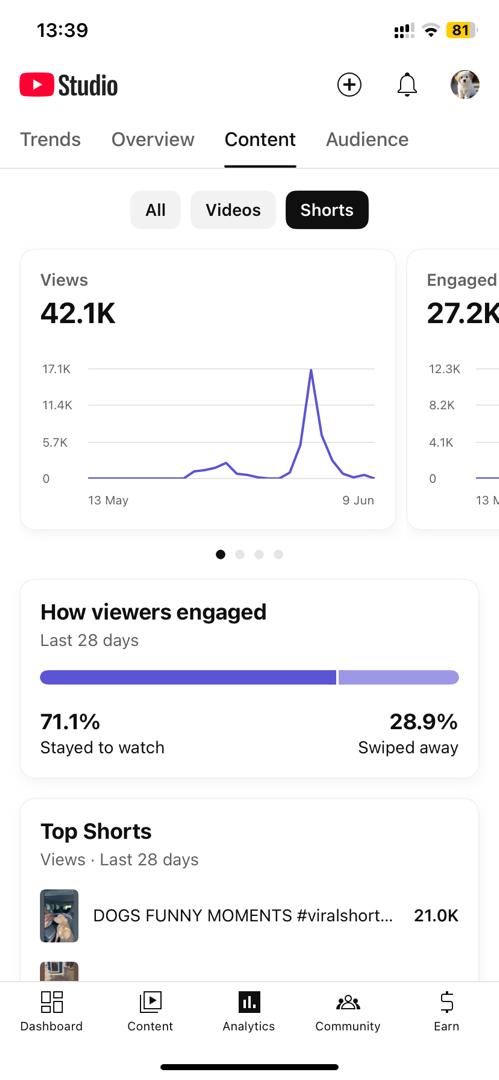 13:39
81
Studio
Trends Overview Content Audience
All Videos Shorts
Views
42.1K
17.1K
11.4K
5.7K
0
13 May 9 Jun
Engaged
27.2K
12.3K
8.2K
4.1K
0
13 M
How viewers engaged
Last 28 days
71.1% 28.9%
Stayed to watch Swiped away
Top Shorts
Views · Last 28 days
DOGS FUNNY MOMENTS #viralshort... 21.0K
Dashboard Content Analytics Community Earn